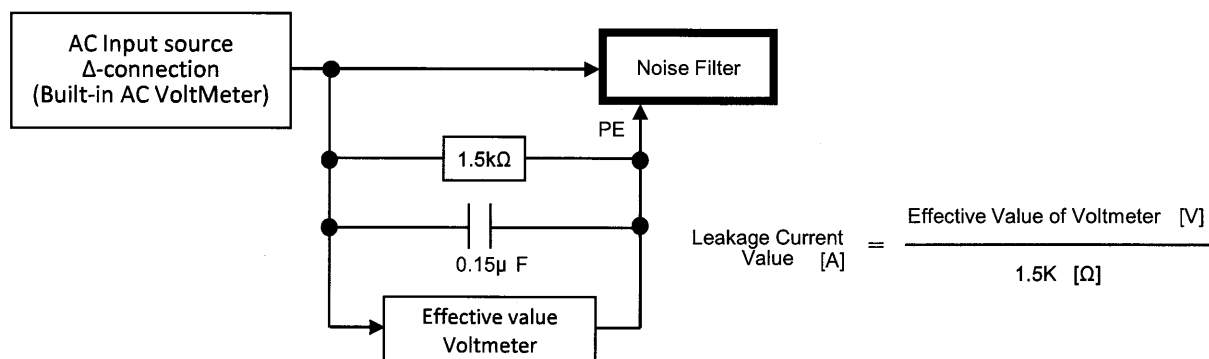 AC Input source
Δ-connection
(Built-in AC VoltMeter)
Noise Filter
PE
1.5kΩ
0.15μ F
Effective value
Voltmeter
Leakage Current
Value [A]
=
Effective Value of Voltmeter [V]
1.5K [Ω]